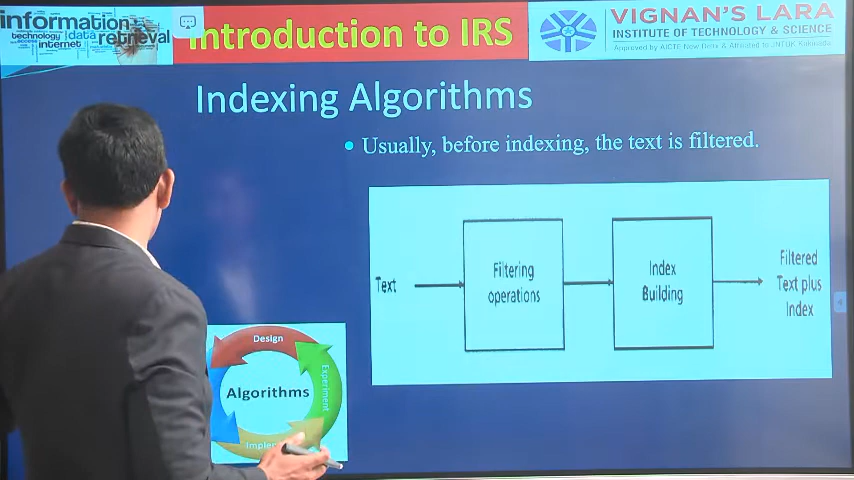 information
technology data
internet retrieval
access
Introduction to IRS
VIGNAN'S LARA
INSTITUTE OF TECHNOLOGY & SCIENCE
Approved by AICTE New Delhi & Affiliated to JNTUK Kakinada
Indexing Algorithms
• Usually, before indexing, the text is filtered.
Text
Filtering
operations
Index
Building
Filtered
Text plus
Index
Design
Experiment
Algorithms